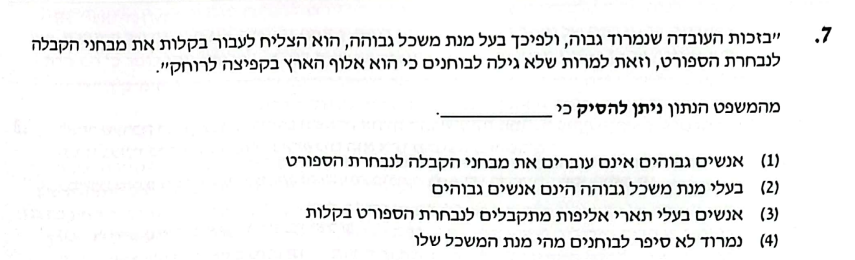 7. "בזכות העובדה שנמרוד גבוה, ולפיכך בעל מנת משכל גבוהה, הוא הצליח לעבור בקלות את מבחני הקבלה
לנבחרת הספורט, וזאת למרות שלא גילה לבוחנים כי הוא אלוף הארץ בקפיצה לרוחק".
מהמשפט הנתון ניתן להסיק כי __________.
(1) אנשים גבוהים אינם עוברים את מבחני הקבלה לנבחרת הספורט
(2) בעלי מנת משכל גבוהה הינם אנשים גבוהים
(3) אנשים בעלי תארי אליפות מתקבלים לנבחרת הספורט בקלות
(4) נמרוד לא סיפר לבוחנים מהי מנת המשכל שלו